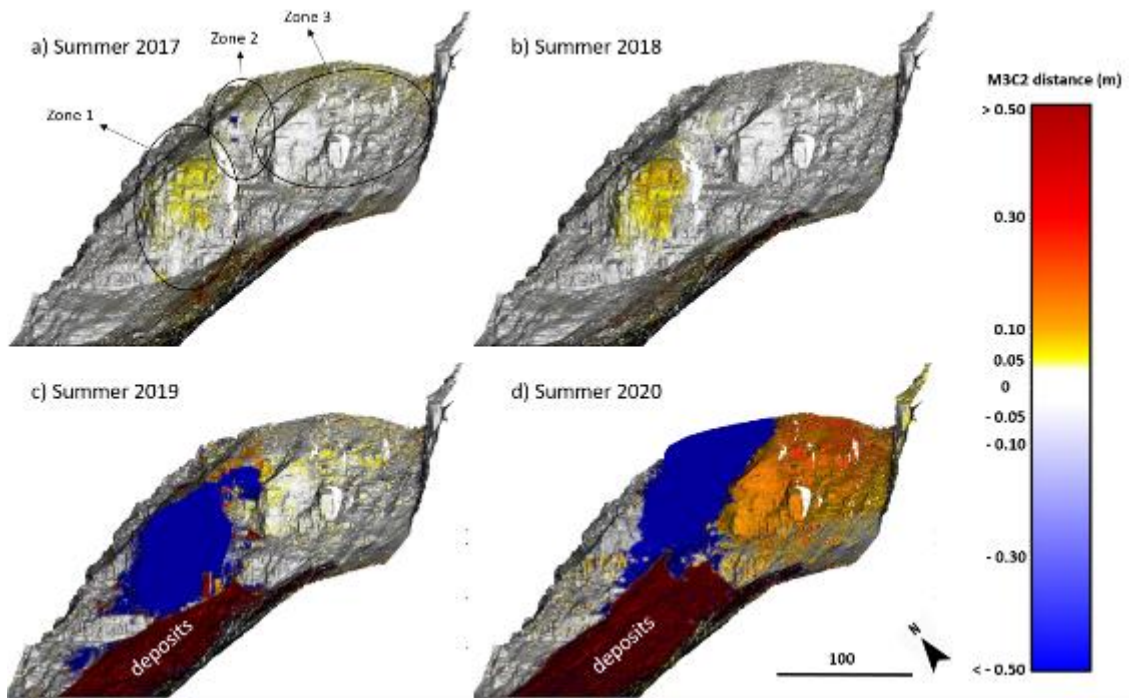 a) Summer 2017
Zone 1
Zone 2
Zone 3
b) Summer 2018
M3C2 distance (m)
> 0.50
0.30
0.10
0.05
0
- 0.05
- 0.10
- 0.30
< - 0.50
c) Summer 2019
deposits
d) Summer 2020
deposits
100
N